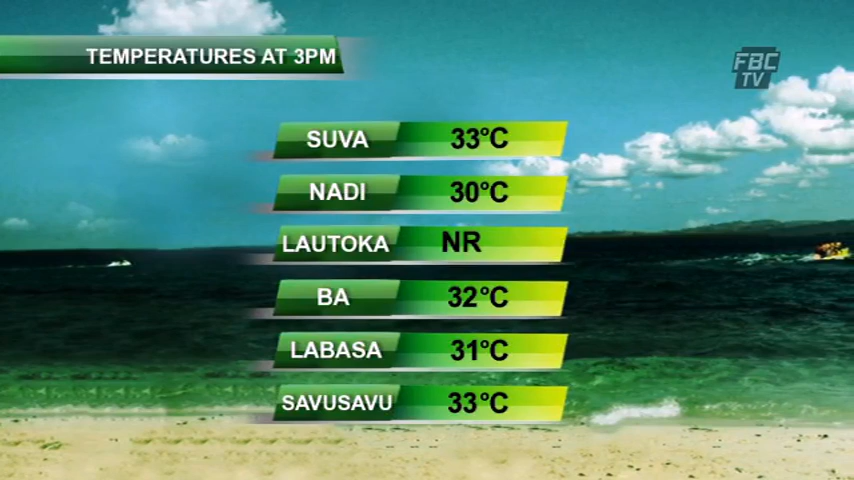 TEMPERATURES AT 3PM
FBC
TV
SUVA 33°C
NADI 30°C
LAUTOKA NR
BA 32°C
LABASA 31°C
SAVUSAVU 33°C